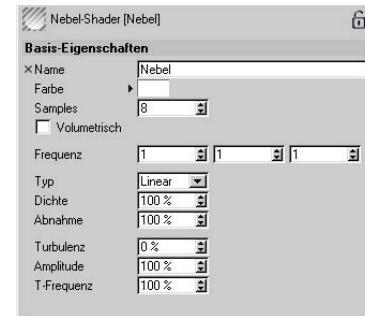 Nebel-Shader [Nebel]
Basis-Eigenschaften
×Name Nebel
Farbe
Samples 8
Volumetrisch
Frequenz 1 1 1
Typ Linear
Dichte 100 %
Abnahme 100 %
Turbulenz 0 %
Amplitude 100 %
T-Frequenz 100 %